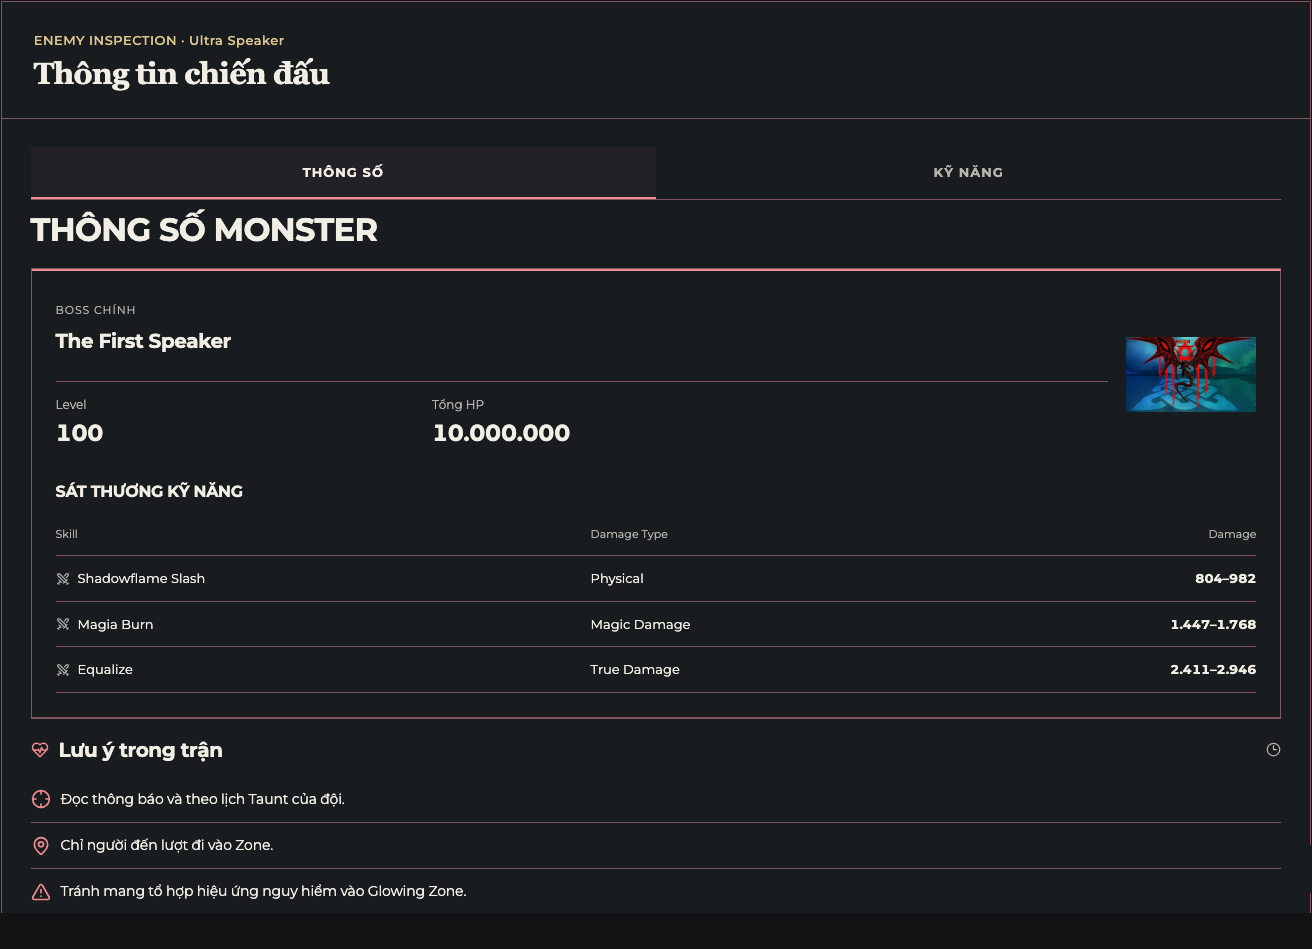 ENEMY INSPECTION · Ultra Speaker
Thông tin chiến đấu
THÔNG SỐ
KỸ NĂNG
THÔNG SỐ MONSTER
BOSS CHÍNH
The First Speaker
Level
Tổng HP
100
10.000.000
SÁT THƯƠNG KỸ NĂNG
Skill Damage Type Damage
Shadowflame Slash Physical 804–982
Magia Burn Magic Damage 1.447–1.768
Equalize True Damage 2.411–2.946
Lưu ý trong trận
Đọc thông báo và theo lịch Taunt của đội.
Chỉ người đến lượt đi vào Zone.
Tránh mang tổ hợp hiệu ứng nguy hiểm vào Glowing Zone.